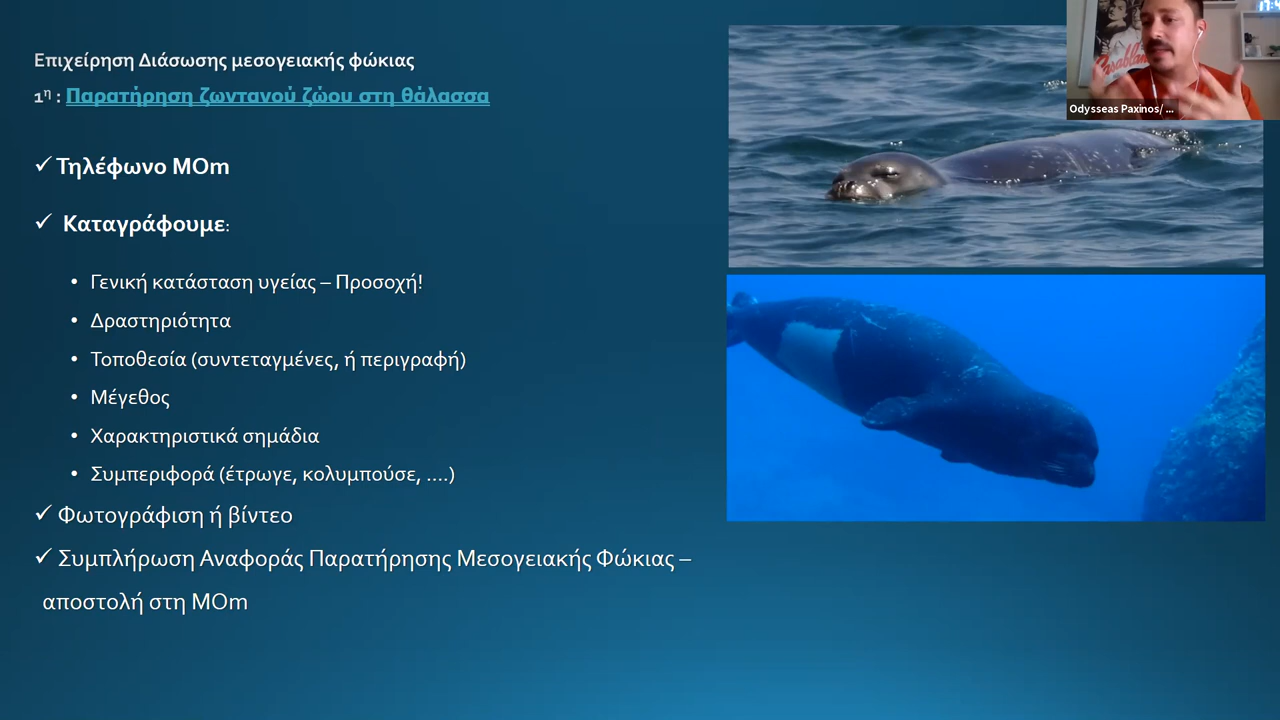 Επιχείρηση Διάσωσης μεσογειακής φώκιας
1η : Παρατήρηση ζωντανού ζώου στη θάλασσα
✓ Τηλέφωνο MOm
✓ Καταγράφουμε:
• Γενική κατάσταση υγείας – Προσοχή!
• Δραστηριότητα
• Τοποθεσία (συντεταγμένες, ή περιγραφή)
• Μέγεθος
• Χαρακτηριστικά σημάδια
• Συμπεριφορά (έτρωγε, κολυμπούσε, ....)
✓ Φωτογράφιση ή βίντεο
✓ Συμπλήρωση Αναφοράς Παρατήρησης Μεσογειακής Φώκιας –
αποστολή στη MOm
Casablanca
Odysseas Paxinos/ ...